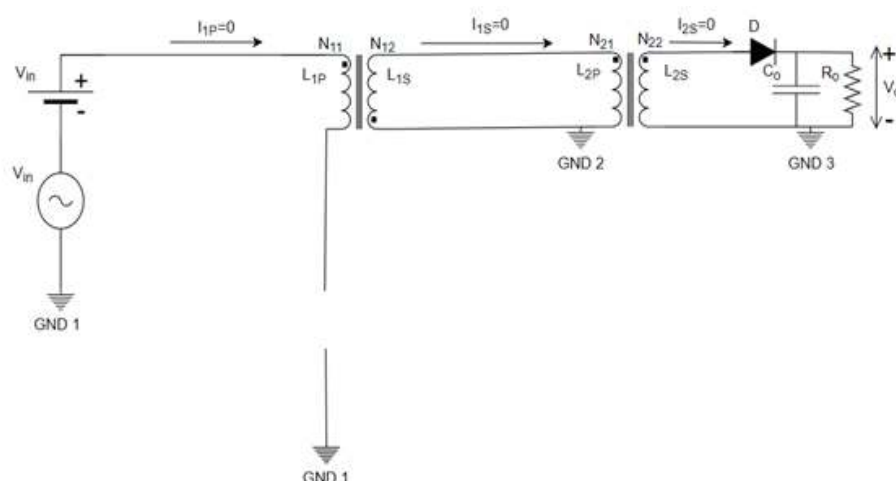 I1P=0
N11
N12
I1S=0
N21
N22
I2S=0
D
Vin
+
-
L1P
L1S
L2P
L2S
Co
Ro
+
-
Vin
GND 2
GND 3
GND 1
GND 1